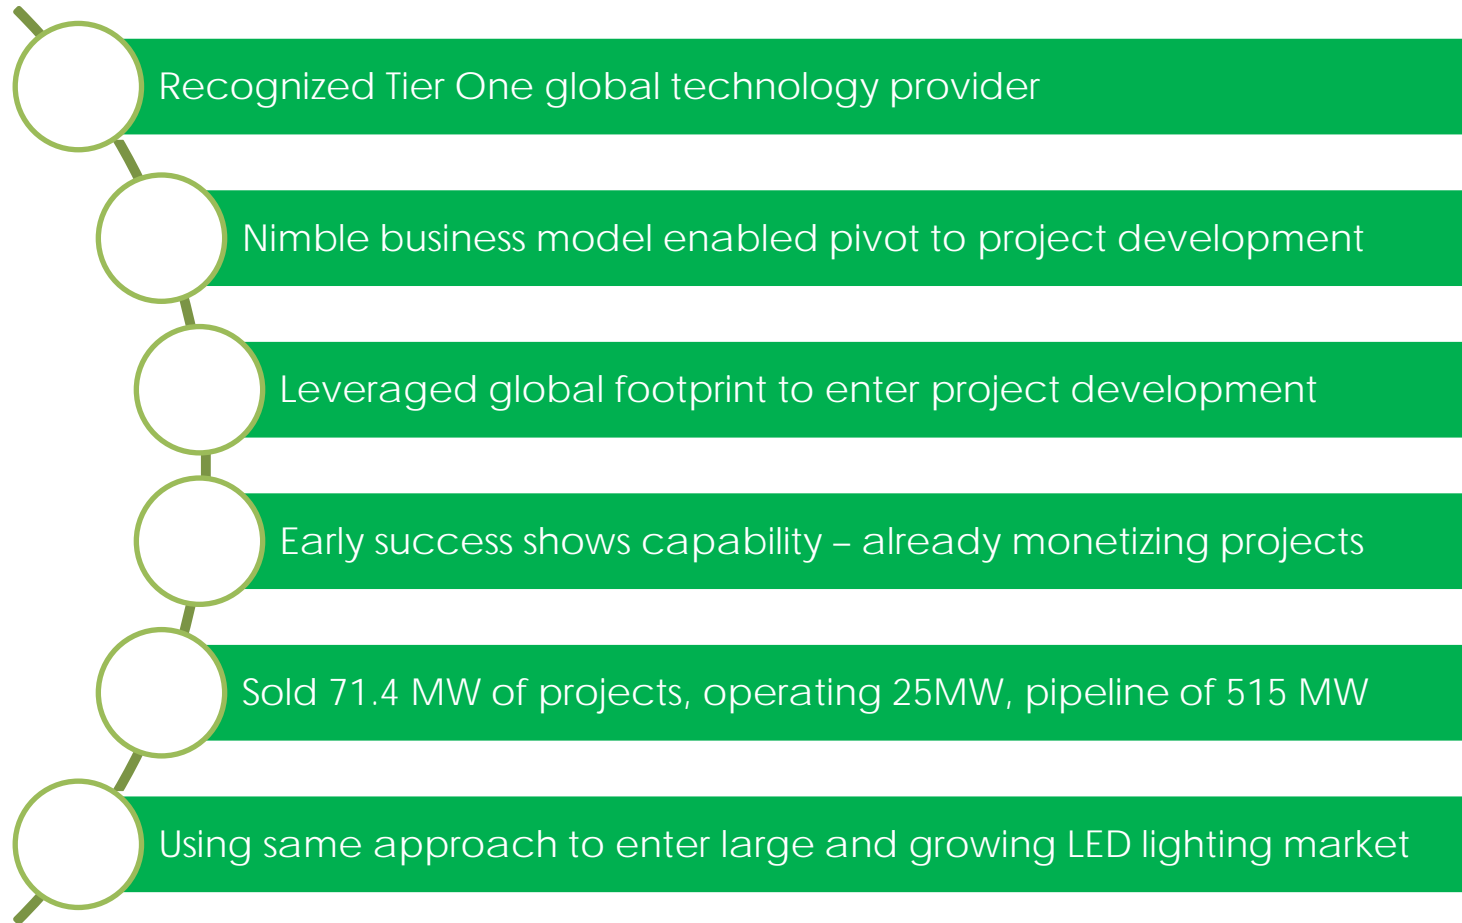 Recognized Tier One global technology provider
Nimble business model enabled pivot to project development
Leveraged global footprint to enter project development
Early success shows capability – already monetizing projects
Sold 71.4 MW of projects, operating 25MW, pipeline of 515 MW
Using same approach to enter large and growing LED lighting market